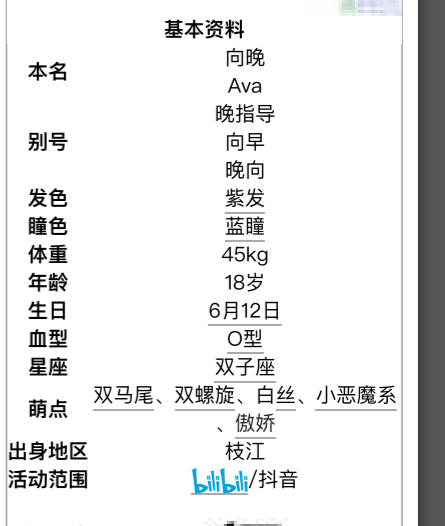 基本资料
本名 向晚
Ava
别号 晚指导
向早
晚向
发色 紫发
瞳色 蓝瞳
体重 45kg
年龄 18岁
生日 6月12日
血型 O型
星座 双子座
萌点 双马尾、双螺旋、白丝、小恶魔系
、傲娇
出身地区 枝江
活动范围 bilibili/抖音